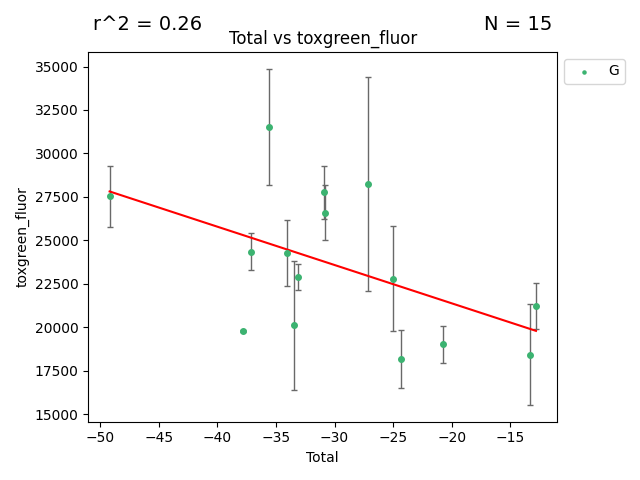 r^2 = 0.26
N = 15
Total vs toxgreen_fluor
G
35000
32500
30000
27500
25000
22500
20000
17500
15000
toxgreen_fluor
−50
−45
−40
−35
−30
−25
−20
−15
Total